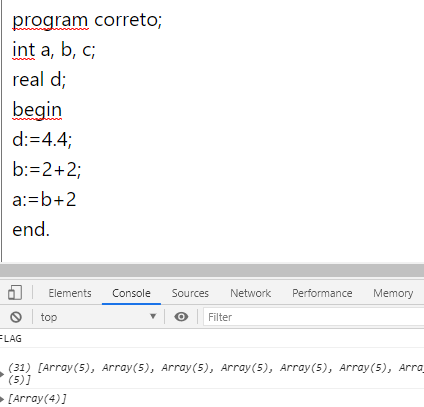 program correto;
int a, b, c;
real d;
begin
d:=4.4;
b:=2+2;
a:=b+2
end.
Elements Console Sources Network Performance Memory
top Filter
FLAG
(31) [Array(5), Array(5), Array(5), Array(5), Array(5), Array(5), Arra
(5)]
[Array(4)]